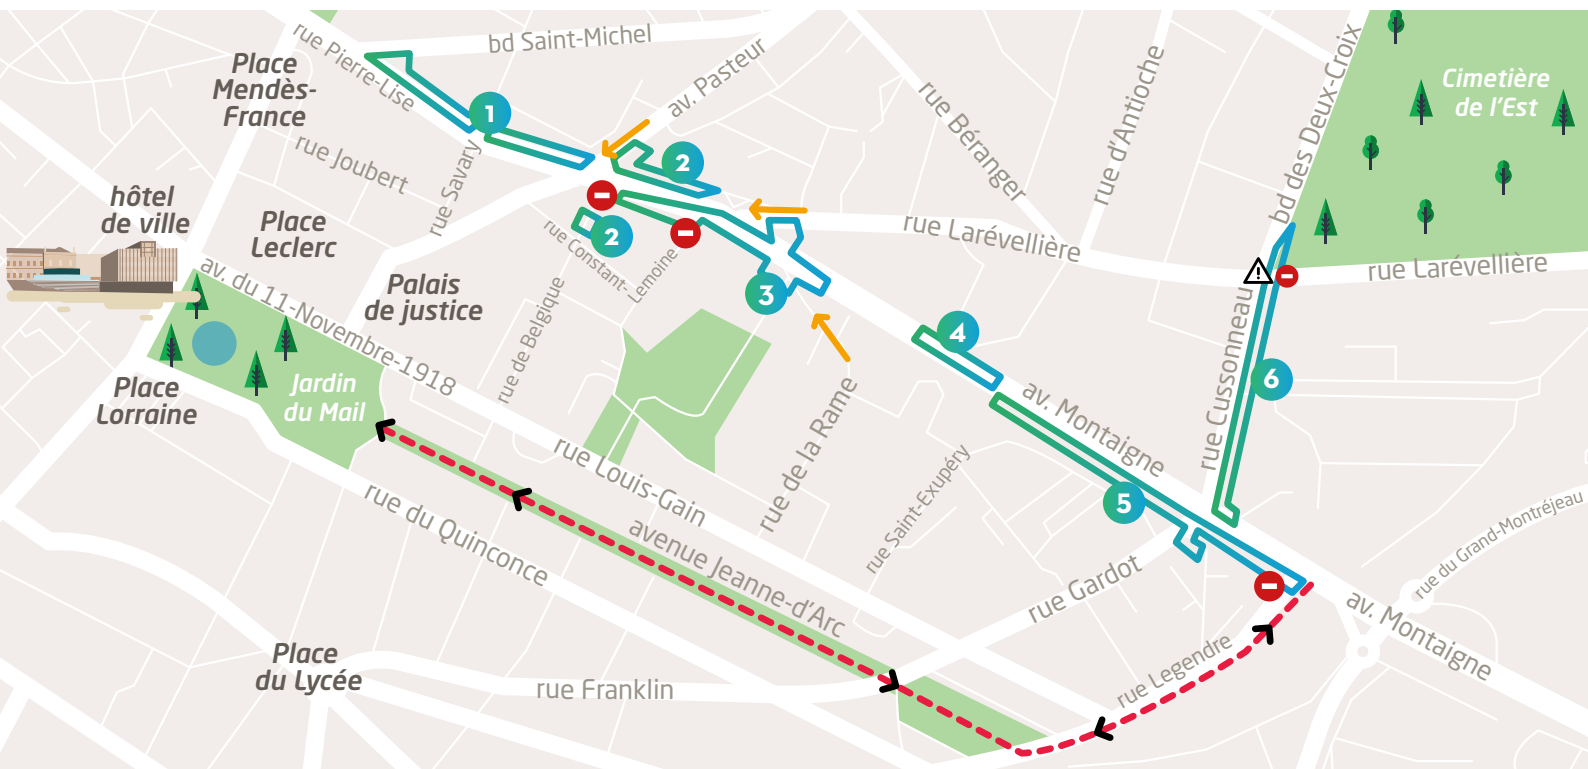 rue Pierre-Lise
bd Saint-Michel
Place
Mendès-
France
av. Pasteur
1
rue Joubert
rue Savary
2
rue Béranger
rue d'Antioche
bd des Deux-Croix
Cimetière
de l'Est
hôtel
de ville
Place
Leclerc
2
rue Constant-
Lemoine
rue Larévellière
rue Larévellière
av. du 11-Novembre-1918
Palais
de justice
3
rue de Belgique
4
rue Cussonneau
6
Place
Lorraine
Jardin
du Mail
rue de la Rame
av. Montaigne
rue Louis-Gain
rue Saint-Exupéry
5
rue du Quinconce
avenue Jeanne-d'Arc
rue Gardot
rue du Grand-Montréjeau
av. Montaigne
Place
du Lycée
rue Franklin
rue Legendre